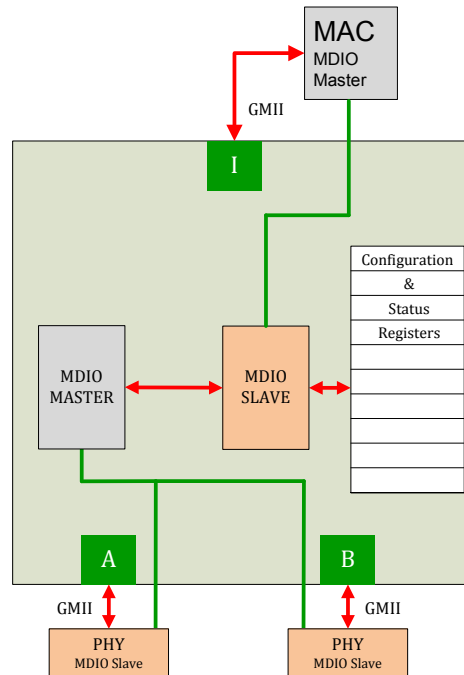 MAC
MDIO
Master
GMII
I
Configuration
&
Status
Registers
MDIO
MASTER
MDIO
SLAVE
A
B
GMII
GMII
PHY
MDIO Slave
PHY
MDIO Slave